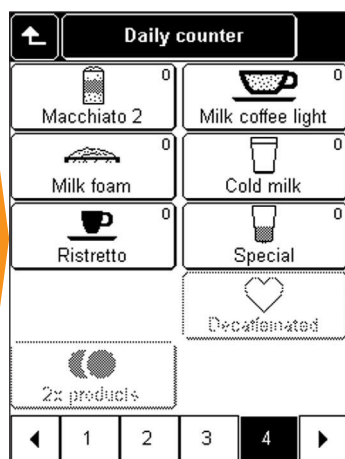 Daily counter
0
0
Macchiato 2
Milk coffee light
0
0
Milk foam
Cold milk
0
0
Ristretto
Special
Decaffeinated
2x products
1 2 3 4